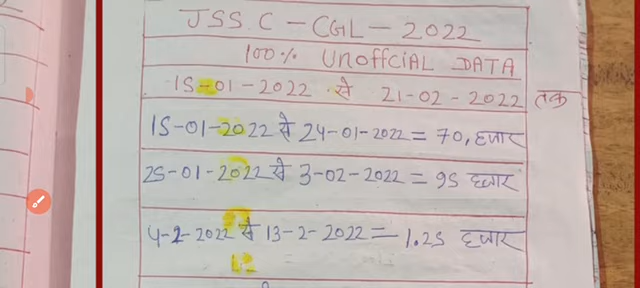 JSSC - CGL - 2022
100% UNOffCIAL DATA
15-01-2022 से 21-02-2022 तक
15-01-2022 से 24-01-2022 = 70, हजार
25-01-2022 से 3-02-2022 = 95 हजार
4-2-2022 से 13-2-2022 = 1.25 हजार